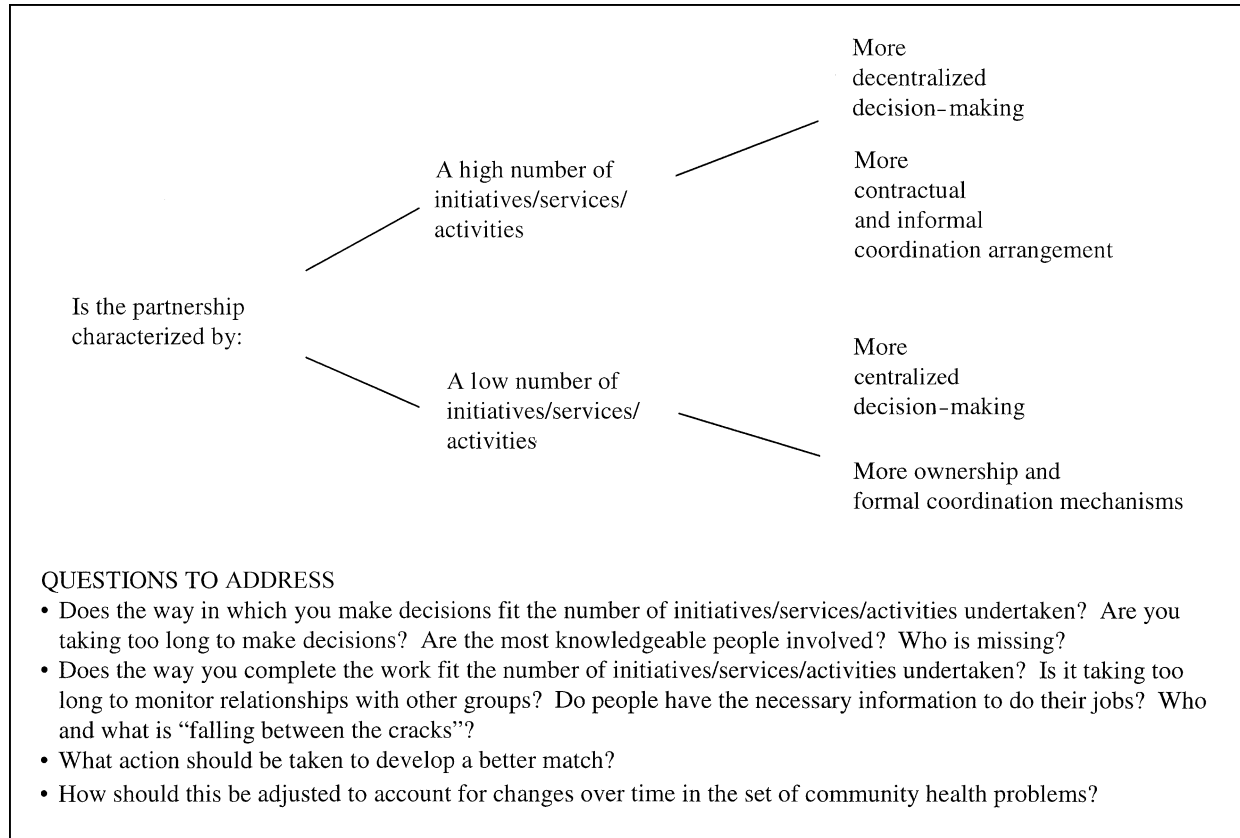 More
decentralized
decision-making
A high number of
initiatives/services/
activities
More
contractual
and informal
coordination arrangement
Is the partnership
characterized by:
A low number of
initiatives/services/
activities
More
centralized
decision-making
More ownership and
formal coordination mechanisms
QUESTIONS TO ADDRESS
• Does the way in which you make decisions fit the number of initiatives/services/activities undertaken? Are you
taking too long to make decisions? Are the most knowledgeable people involved? Who is missing?
• Does the way you complete the work fit the number of initiatives/services/activities undertaken? Is it taking too
long to monitor relationships with other groups? Do people have the necessary information to do their jobs? Who
and what is “falling between the cracks”?
• What action should be taken to develop a better match?
• How should this be adjusted to account for changes over time in the set of community health problems?